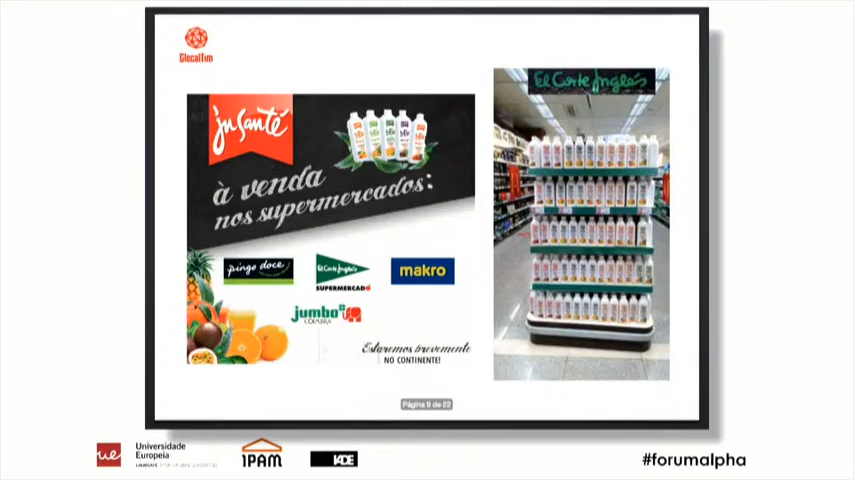 GlocalTim
El Corte Inglés
juSanté
à venda
nos supermercados:
pingo doce
El Corte Inglés
SUPERMERCADO
makro
jumbo
COIMBRA
Estaremos brevemente
NO CONTINENTE!
Página 9 de 22
ue
Universidade
Europeia
IPAM
IADE
#forumalpha